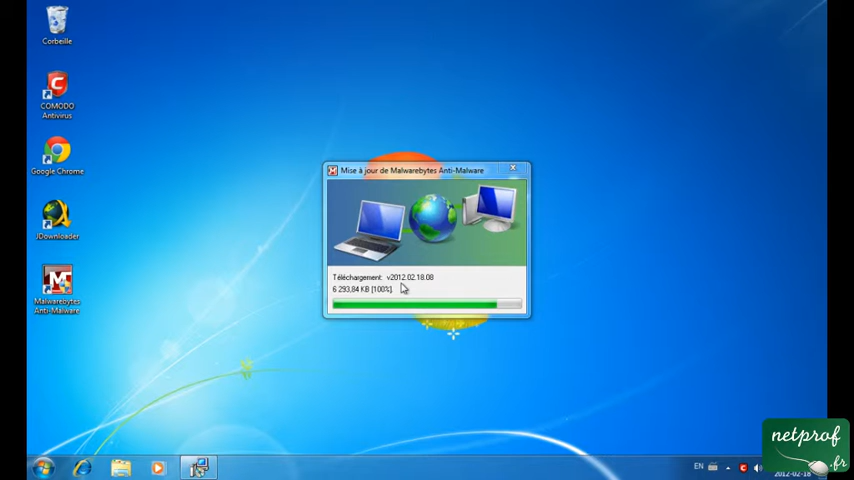 Corbeille
COMODO
Antivirus
Google Chrome
JDownloader
Malwarebytes
Anti-Malware
Mise à jour de Malwarebytes Anti-Malware
Téléchargement: v2012.02.18.08
6 293,84 KB [100%]
EN
2012-02-18
netprof
.fr